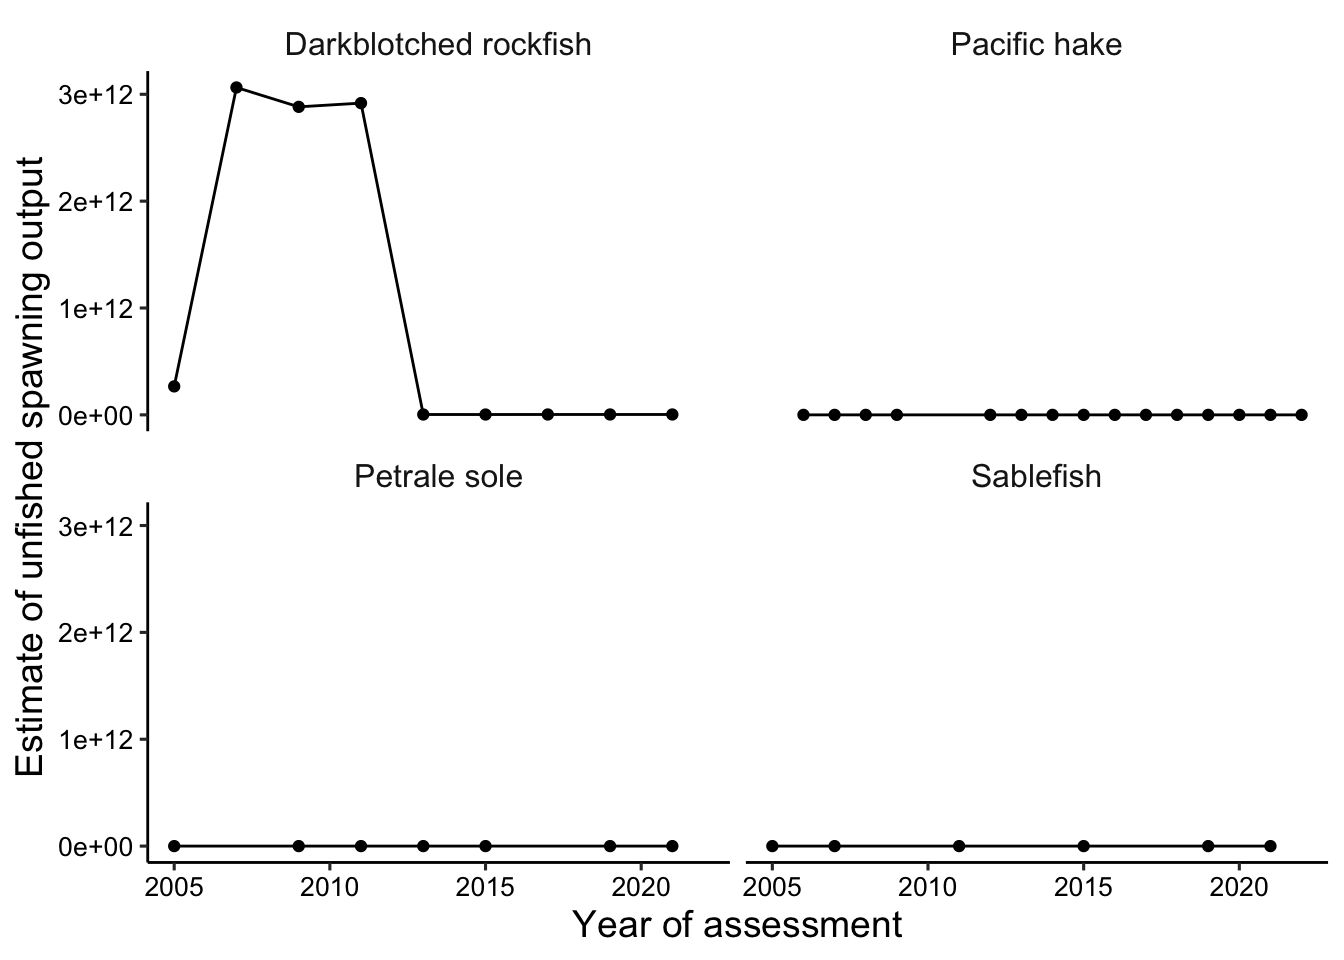 Darkblotched rockfish
Pacific hake
3e+12
2e+12
1e+12
0e+00
Petrale sole
Sablefish
3e+12
2e+12
1e+12
0e+00
2005 2010 2015 2020
2005 2010 2015 2020
Year of assessment
Estimate of unfished spawning output